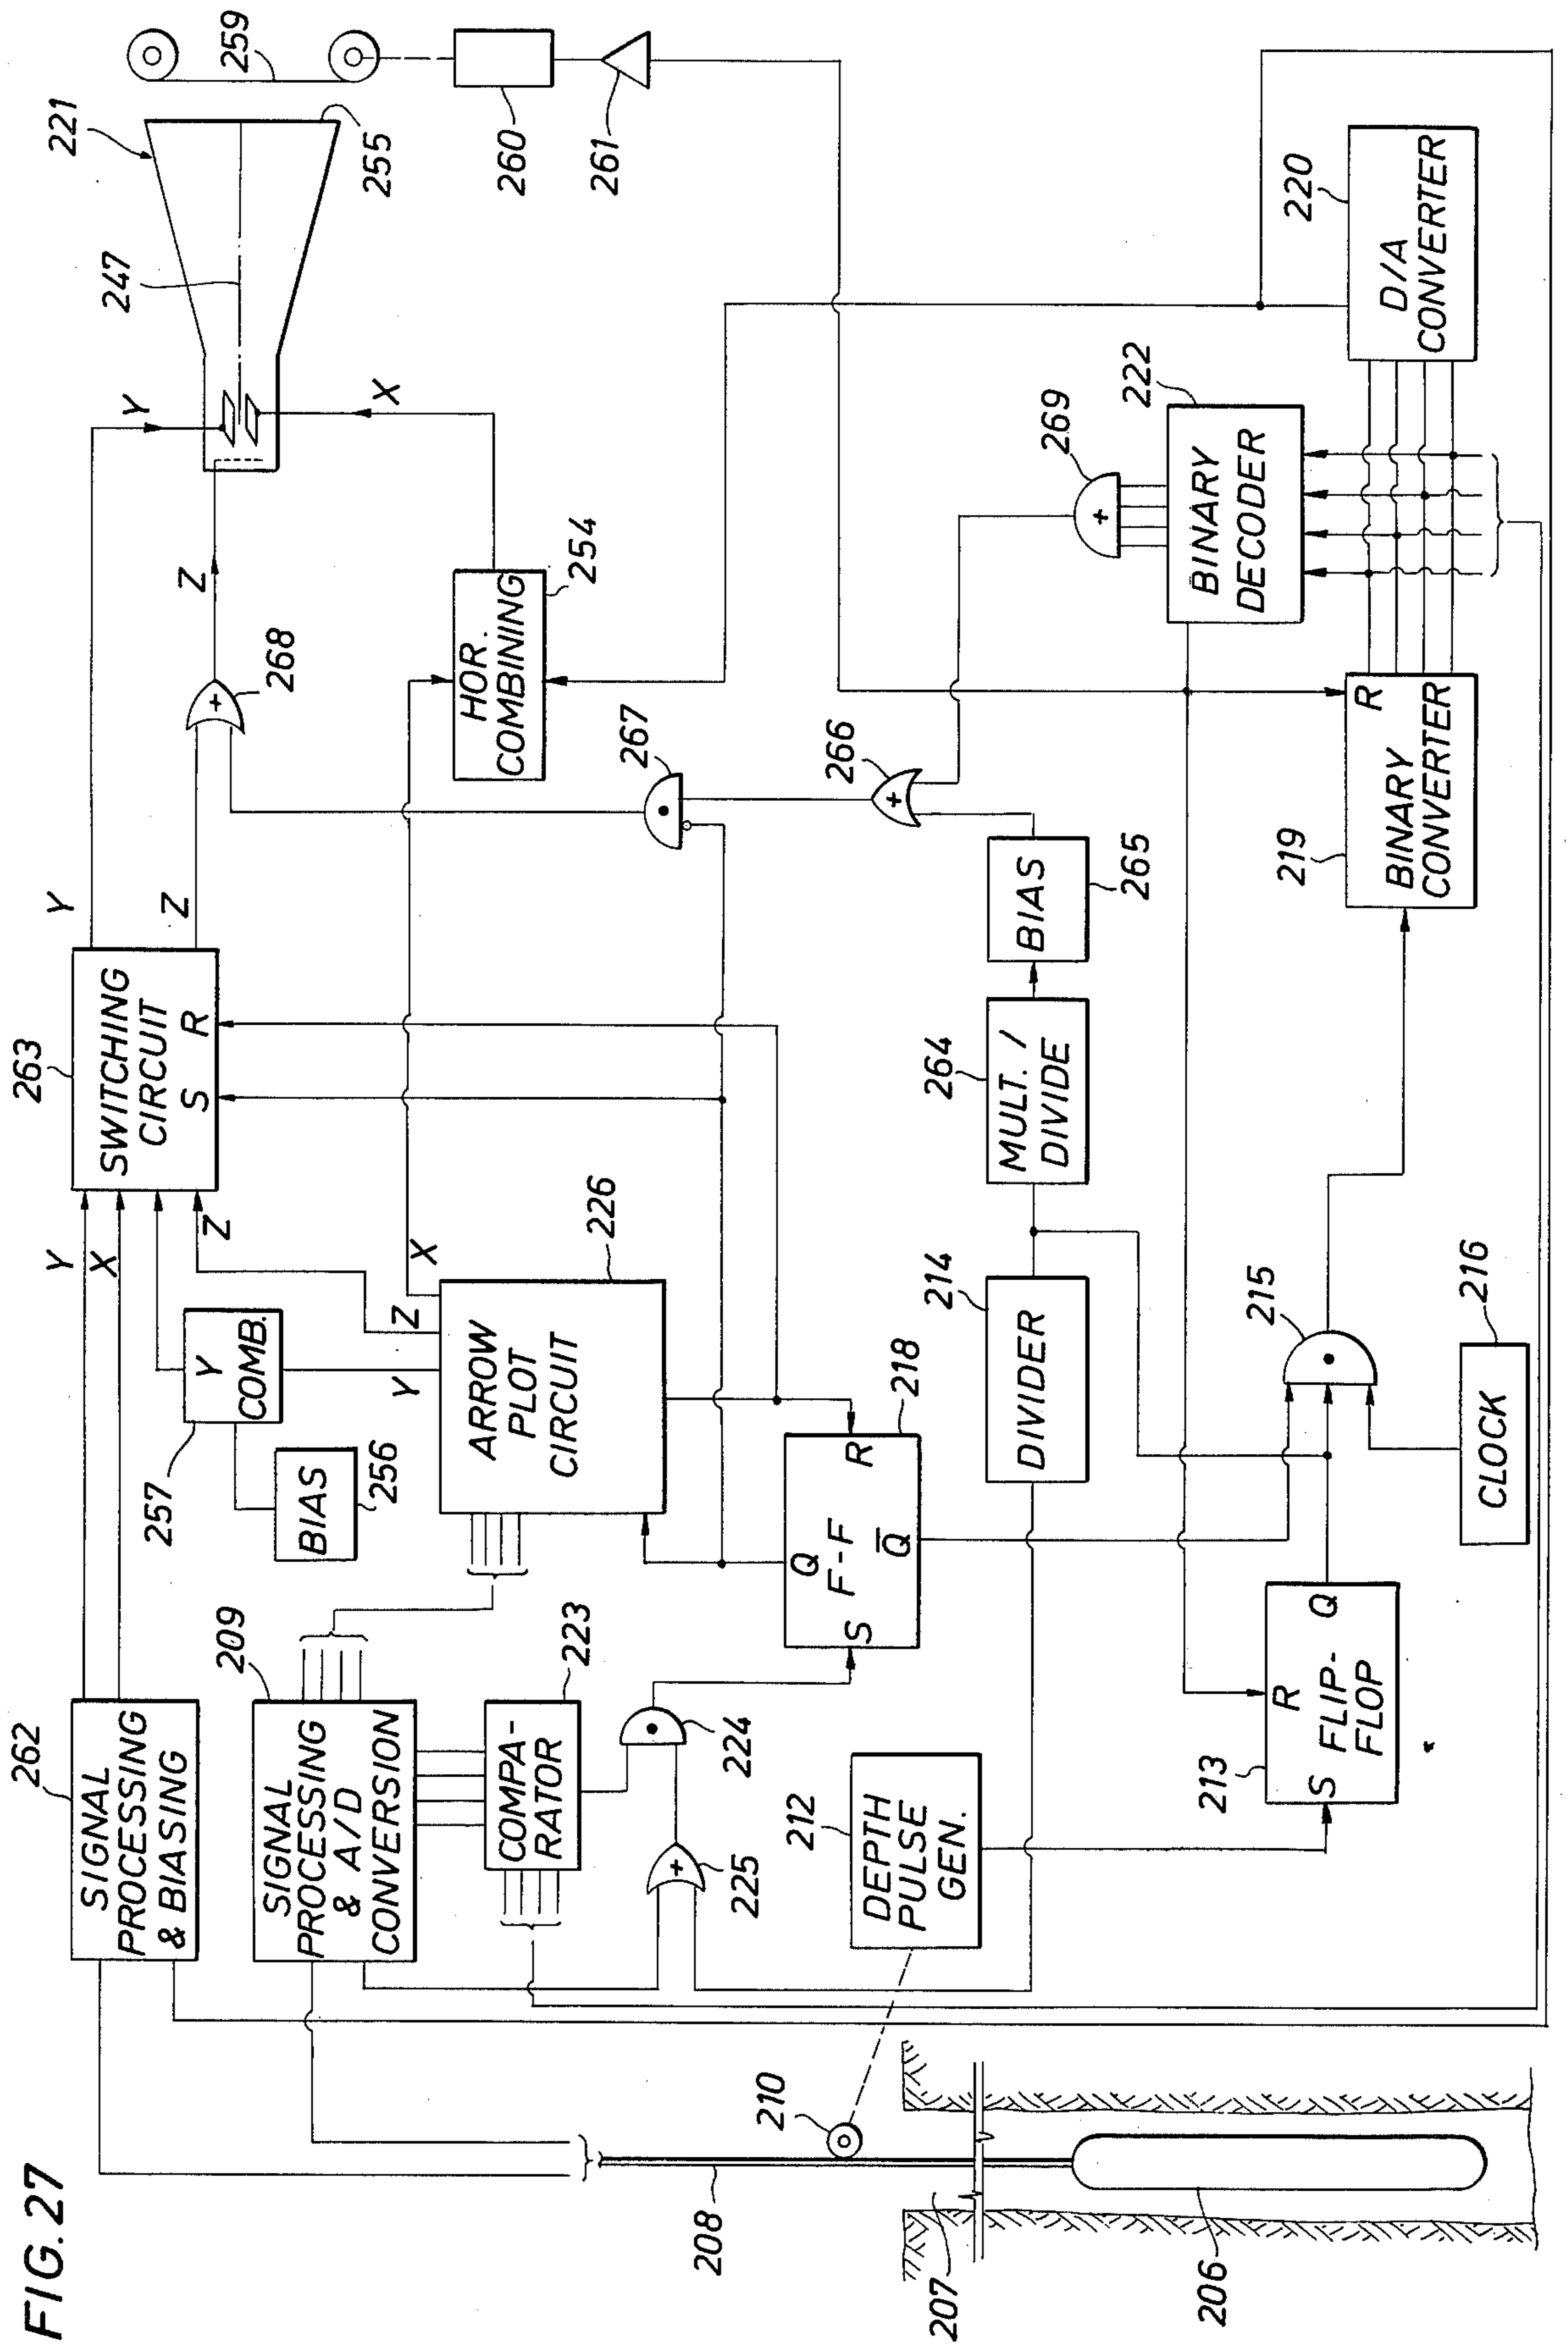 FIG. 27
262
SIGNAL
PROCESSING
& BIASING
Y
X
263
SWITCHING
CIRCUIT
S
R
Y
Z
Y
Z
268
+
221
247
255
259
260
261
X
209
SIGNAL
PROCESSING
& A/D
CONVERSION
257
Y
COMB.
BIAS
256
Z
Y
Z
X
ARROW
PLOT
CIRCUIT
226
HOR.
COMBINING
254
COMPA-
RATOR
223
224
+
225
267
266
+
S
Q
F-F
Q̅
R
218
212
DEPTH
PULSE
GEN.
214
DIVIDER
264
MULT. /
DIVIDE
BIAS
265
269
+
222
BINARY
DECODER
220
D/A
CONVERTER
213
S
R
FLIP-
FLOP
Q
215
216
CLOCK
219
BINARY
CONVERTER
R
210
208
207
206